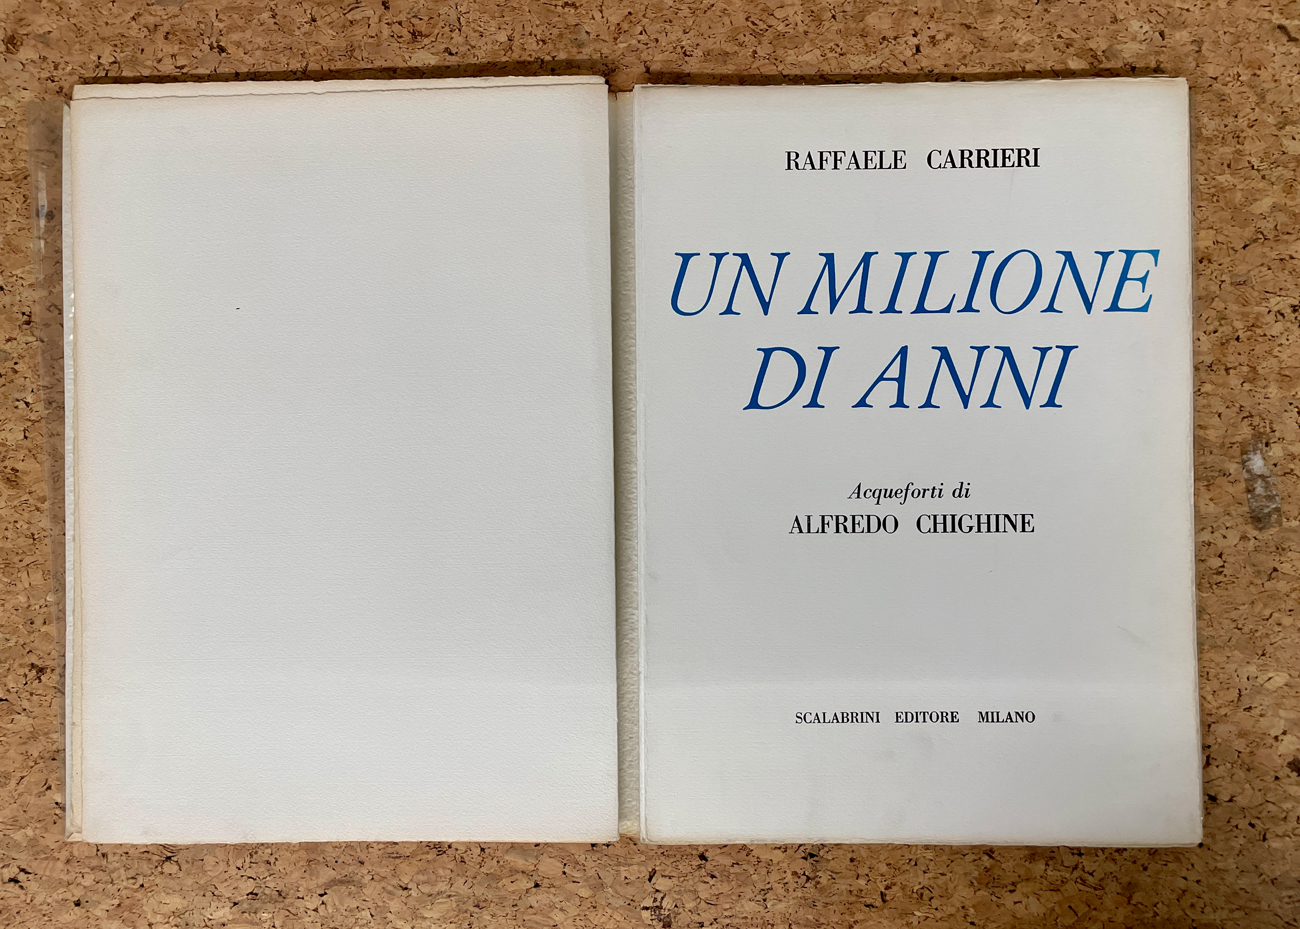 RAFFAELE CARRIERI
UN MILIONE
DI ANNI
Acqueforti di
ALFREDO CHIGHINE
SCALABRINI EDITORE MILANO